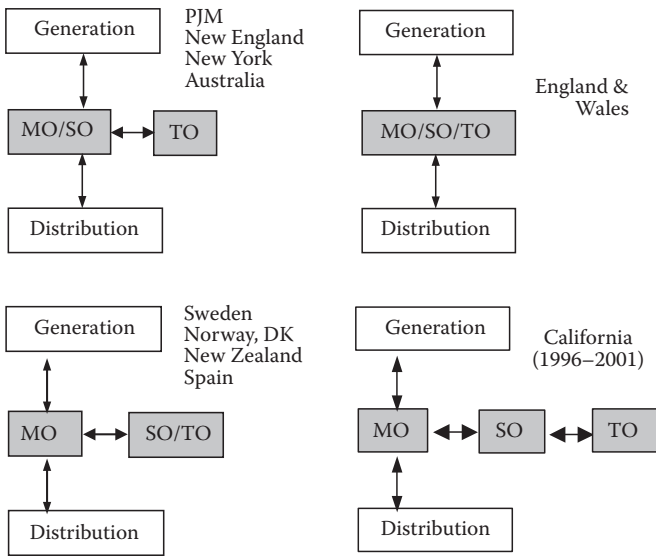 Generation
PJM
New England
New York
Australia
MO/SO
TO
Distribution
Generation
England &
Wales
MO/SO/TO
Distribution
Generation
Sweden
Norway, DK
New Zealand
Spain
MO
SO/TO
Distribution
Generation
California
(1996–2001)
MO
SO
TO
Distribution